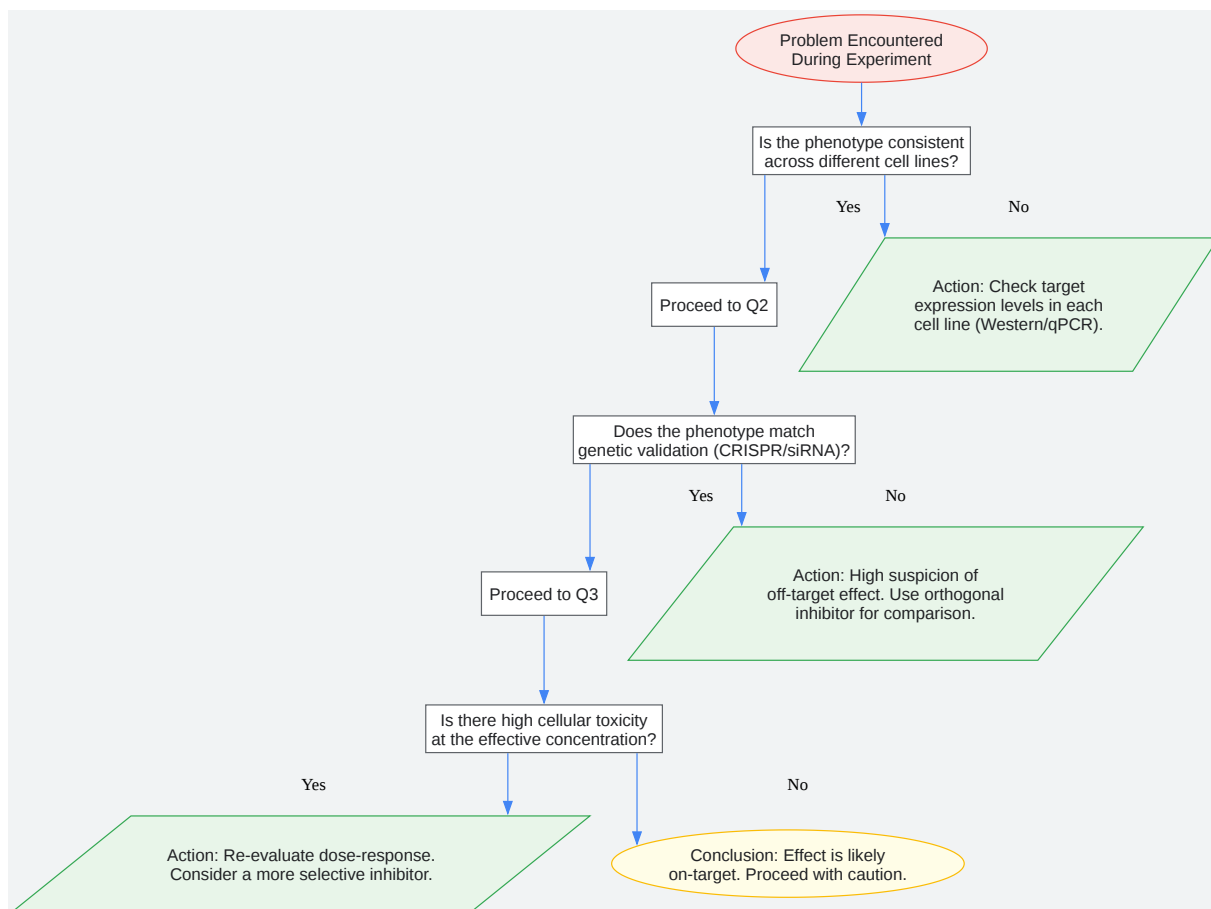 Problem Encountered
During Experiment
Is the phenotype consistent
across different cell lines?
Yes
No
Proceed to Q2
Action: Check target
expression levels in each
cell line (Western/qPCR).
Does the phenotype match
genetic validation (CRISPR/siRNA)?
Yes
No
Proceed to Q3
Action: High suspicion of
off-target effect. Use orthogonal
inhibitor for comparison.
Is there high cellular toxicity
at the effective concentration?
Yes
No
Action: Re-evaluate dose-response.
Consider a more selective inhibitor.
Conclusion: Effect is likely
on-target. Proceed with caution.